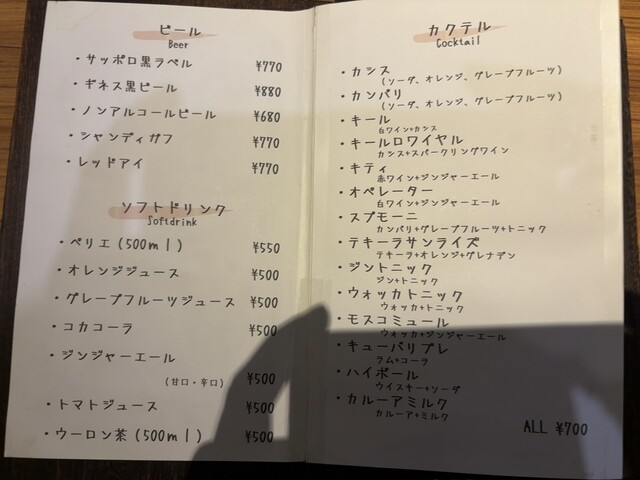 ビール
Beer
・サッポロ黒ラベル ¥770
・ギネス黒ビール ¥880
・ノンアルコールビール ¥680
・シャンディガフ ¥770
・レッドアイ ¥770
ソフトドリンク
Softdrink
・ペリエ(500ml) ¥550
・オレンジジュース ¥500
・グレープフルーツジュース ¥500
・コカコーラ ¥500
・ジンジャーエール
(甘口・辛口) ¥500
・トマトジュース ¥500
・ウーロン茶(500ml) ¥500
カクテル
Cocktail
・カシス
(ソーダ、オレンジ、グレープフルーツ)
・カンパリ
(ソーダ、オレンジ、グレープフルーツ)
・キール
白ワイン+カシス
・キールロワイヤル
カシス+スパークリングワイン
・キティ
赤ワイン+ジンジャーエール
・オペレーター
白ワイン+ジンジャーエール
・スプモーニ
カンパリ+グレープフルーツ+トニック
・テキーラサンライズ
テキーラ+オレンジ+グレナデン
・ジントニック
ジン+トニック
・ウォッカトニック
ウォッカ+トニック
・モスコミュール
ウォッカ+ジンジャーエール
・キューバリブレ
ラム+コーラ
・ハイボール
ウイスキー+ソーダ
・カルーアミルク
カルーア+ミルク
ALL ¥700